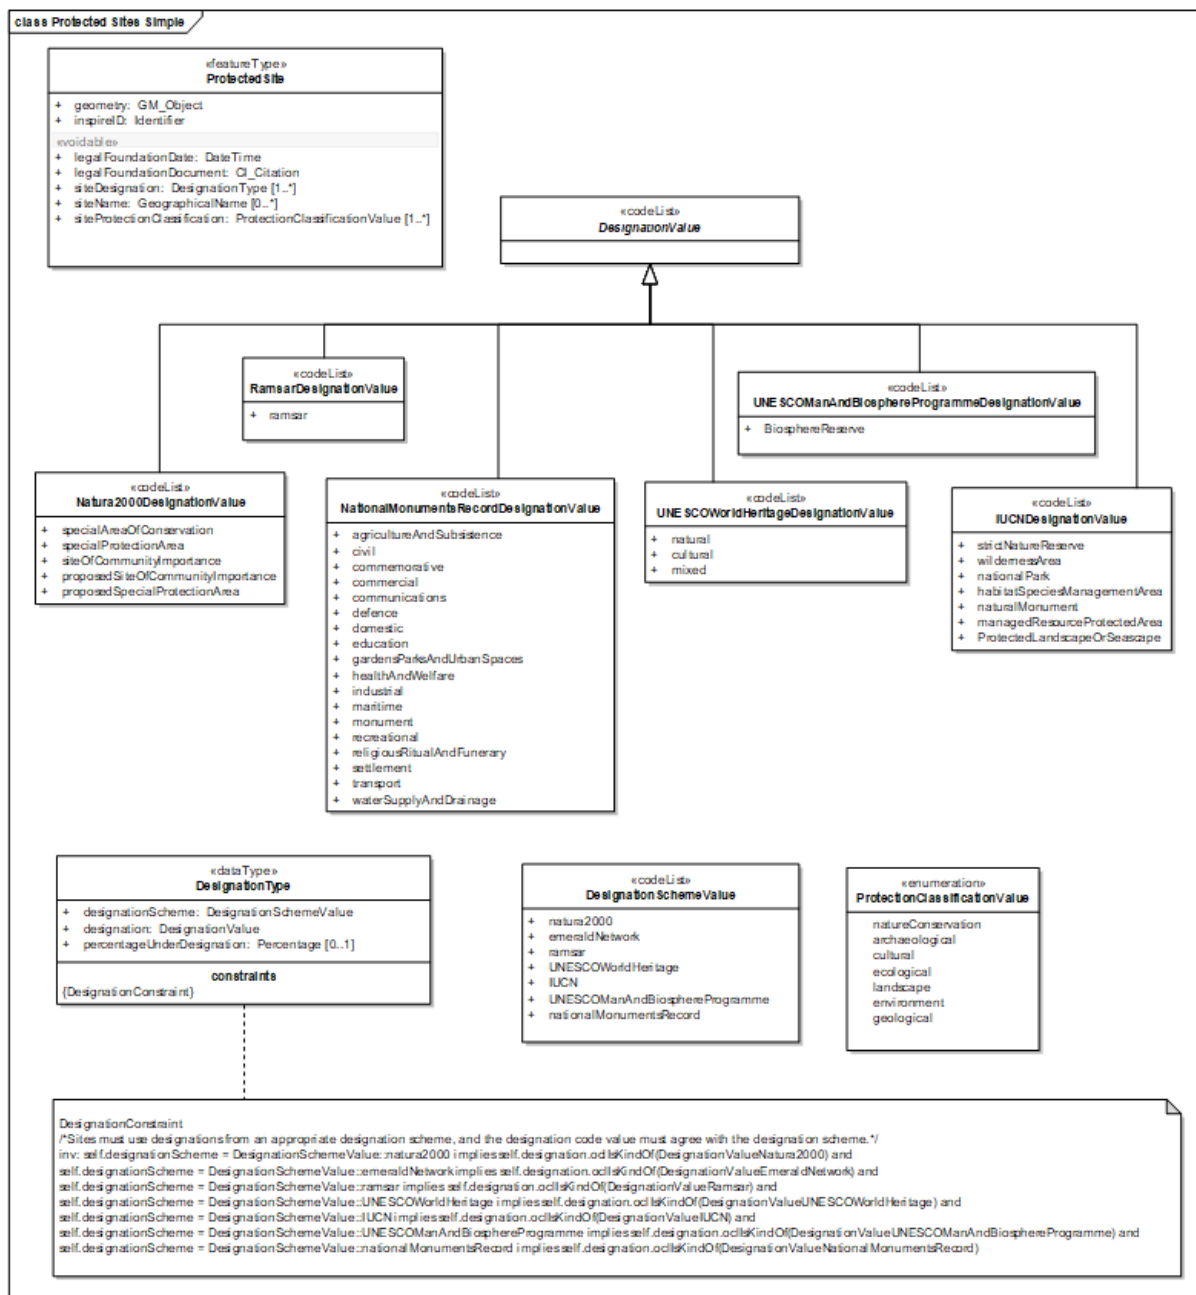 class Protected Sites Simple
«featureType»
ProtectedSite
+ geometry: GM_Object
+ inspireID: Identifier
«voidable»
+ legalFoundationDate: DateTime
+ legalFoundationDocument: CI_Citation
+ siteDesignation: DesignationType [1..*]
+ siteName: GeographicalName [0..*]
+ siteProtectionClassification: ProtectionClassificationValue [1..*]
«codeList»
DesignationValue
«codeList»
RamsarDesignationValue
+ ramsar
«codeList»
UNESCOManAndBiosphereProgrammeDesignationValue
+ BiosphereReserve
«codeList»
Natura2000DesignationValue
+ specialAreaOfConservation
+ specialProtectionArea
+ siteOfCommunityImportance
+ proposedSiteOfCommunityImportance
+ proposedSpecialProtectionArea
«codeList»
NationalMonumentsRecordDesignationValue
+ agricultureAndSubsistence
+ civil
+ commemorative
+ commercial
+ communications
+ defence
+ domestic
+ education
+ gardensParksAndUrbanSpaces
+ healthAndWelfare
+ industrial
+ maritime
+ monument
+ recreational
+ religiousRitualAndFunerary
+ settlement
+ transport
+ waterSupplyAndDrainage
«codeList»
UNESCOWorldHeritageDesignationValue
+ natural
+ cultural
+ mixed
«codeList»
IUCNDesignationValue
+ strictNatureReserve
+ wildernessArea
+ nationalPark
+ habitatSpeciesManagementArea
+ naturalMonument
+ managedResourceProtectedArea
+ ProtectedLandscapeOrSeascape
«dataType»
DesignationType
+ designationScheme: DesignationSchemeValue
+ designation: DesignationValue
+ percentageUnderDesignation: Percentage [0..1]
constraints
{DesignationConstraint}
«codeList»
DesignationSchemeValue
+ natura2000
+ emeraldNetwork
+ ramsar
+ UNESCOWorldHeritage
+ IUCN
+ UNESCOManAndBiosphereProgramme
+ nationalMonumentsRecord
«enumeration»
ProtectionClassificationValue
natureConservation
archaeological
cultural
ecological
landscape
environment
geological
DesignationConstraint
/*Sites must use designations from an appropriate designation scheme, and the designation code value must agree with the designation scheme.*/
inv: self.designationScheme = DesignationSchemeValue::natura2000 implies self.designation.oclIsKindOf(DesignationValueNatura2000) and
self.designationScheme = DesignationSchemeValue::emeraldNetwork implies self.designation.oclIsKindOf(DesignationValueEmeraldNetwork) and
self.designationScheme = DesignationSchemeValue::ramsar implies self.designation.oclIsKindOf(DesignationValueRamsar) and
self.designationScheme = DesignationSchemeValue::UNESCOWorldHeritage implies self.designation.oclIsKindOf(DesignationValueUNESCOWorldHeritage) and
self.designationScheme = DesignationSchemeValue::IUCN implies self.designation.oclIsKindOf(DesignationValueIUCN) and
self.designationScheme = DesignationSchemeValue::UNESCOManAndBiosphereProgramme implies self.designation.oclIsKindOf(DesignationValueUNESCOManAndBiosphereProgramme) and
self.designationScheme = DesignationSchemeValue::nationalMonumentsRecord implies self.designation.oclIsKindOf(DesignationValueNationalMonumentsRecord)